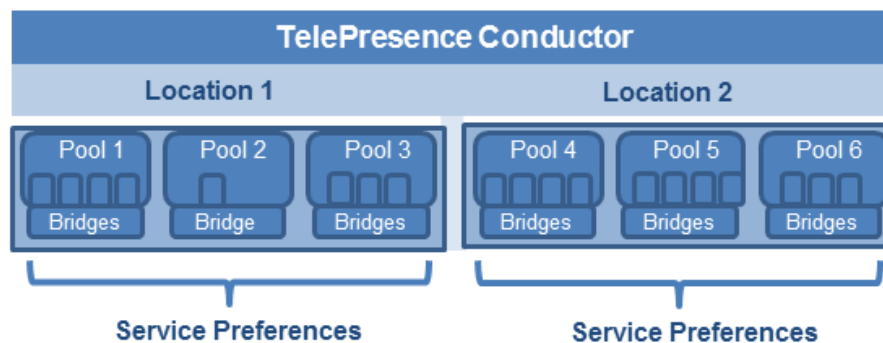 TelePresence Conductor
Location 1
Location 2
Pool 1
Pool 2
Pool 3
Pool 4
Pool 5
Pool 6
Bridges
Bridge
Bridges
Bridges
Bridges
Bridges
Service Preferences
Service Preferences